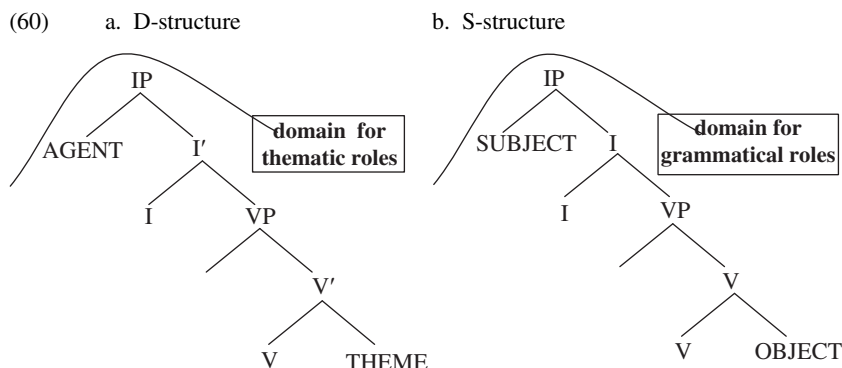 (60) a. D-structure b. S-structure
IP
AGENT I′
domain for
thematic roles
I VP
V′
V THEME
IP
SUBJECT I
domain for
grammatical roles
I VP
V
V OBJECT